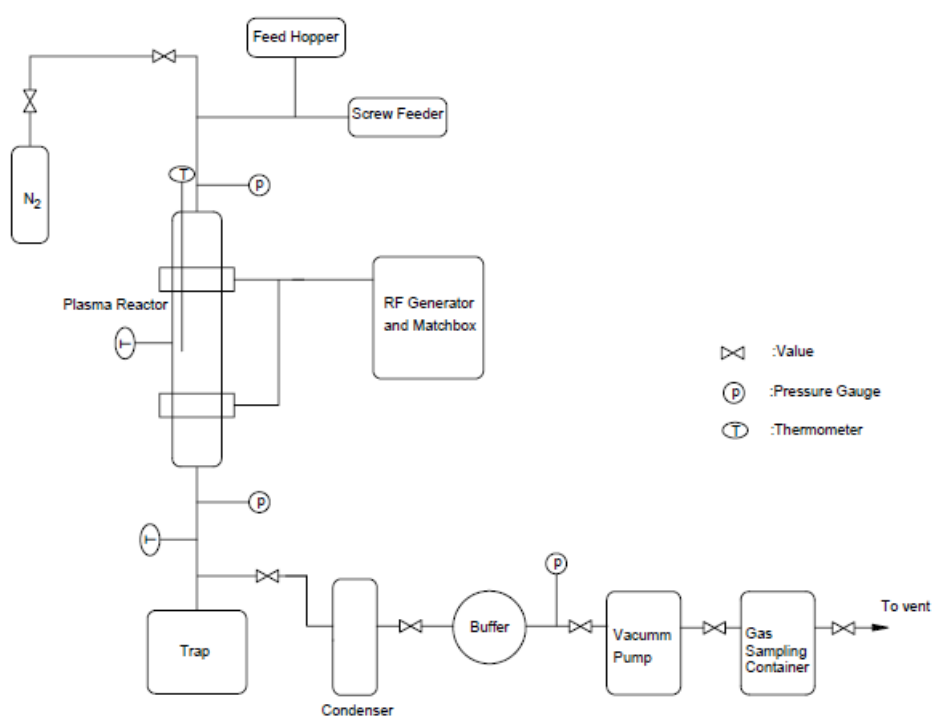 Feed Hopper
Screw Feeder
T
p
N2
Plasma Reactor
RF Generator
and Matchbox
T
:Value
p
:Pressure Gauge
T
:Thermometer
p
T
p
To vent
Trap
Buffer
Vacumm
Pump
Gas
Sampling
Container
Condenser